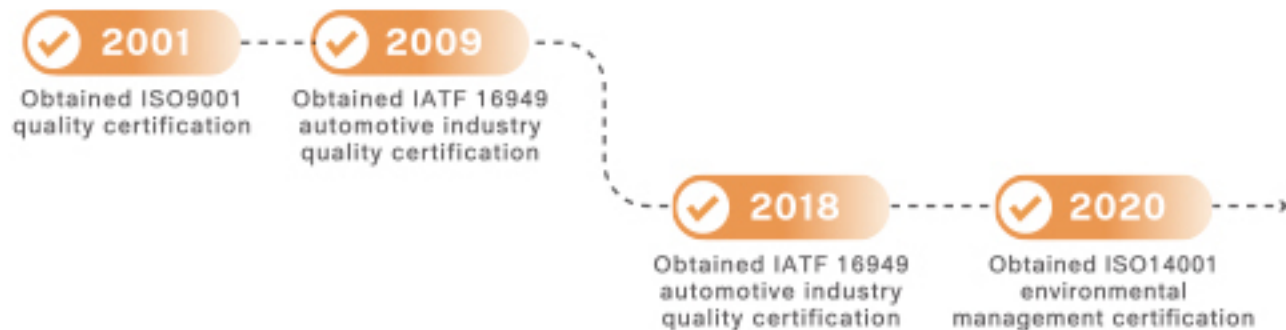 2001
Obtained ISO9001
quality certification
2009
Obtained IATF 16949
automotive industry
quality certification
2018
Obtained IATF 16949
automotive industry
quality certification
2020
Obtained ISO14001
environmental
management certification